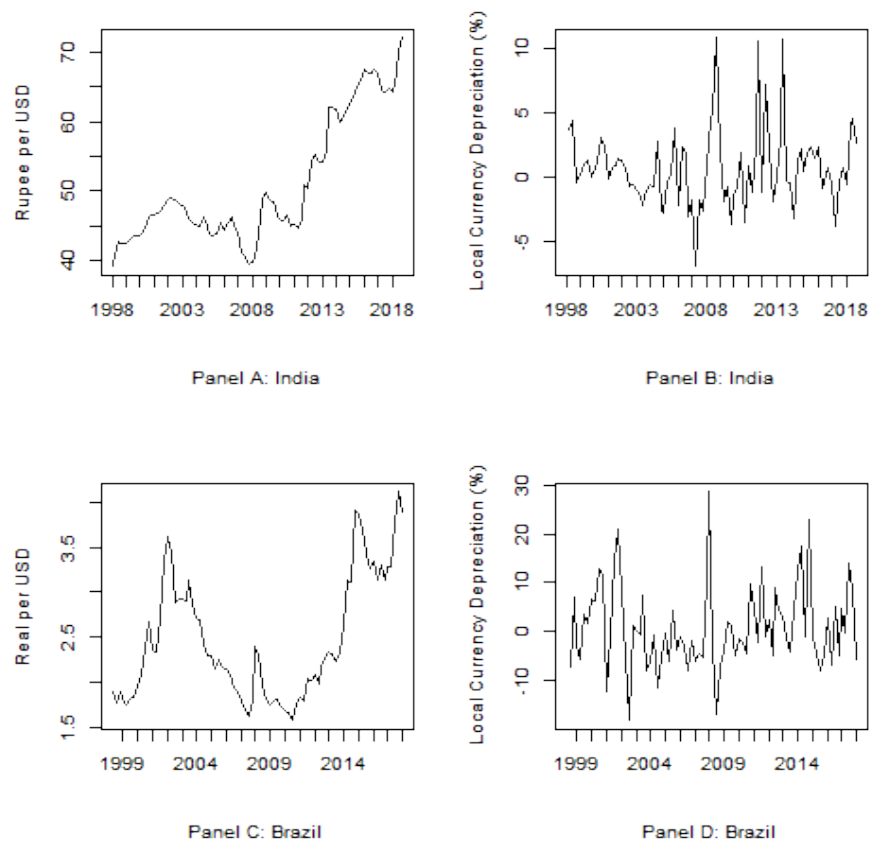 Rupee per USD
70
60
50
40
1998 2003 2008 2013 2018
Panel A: India
Local Currency Depreciation (%)
10
5
0
-5
1998 2003 2008 2013 2018
Panel B: India
Real per USD
3.5
2.5
1.5
1999 2004 2009 2014
Panel C: Brazil
Local Currency Depreciation (%)
30
20
10
0
-10
1999 2004 2009 2014
Panel D: Brazil